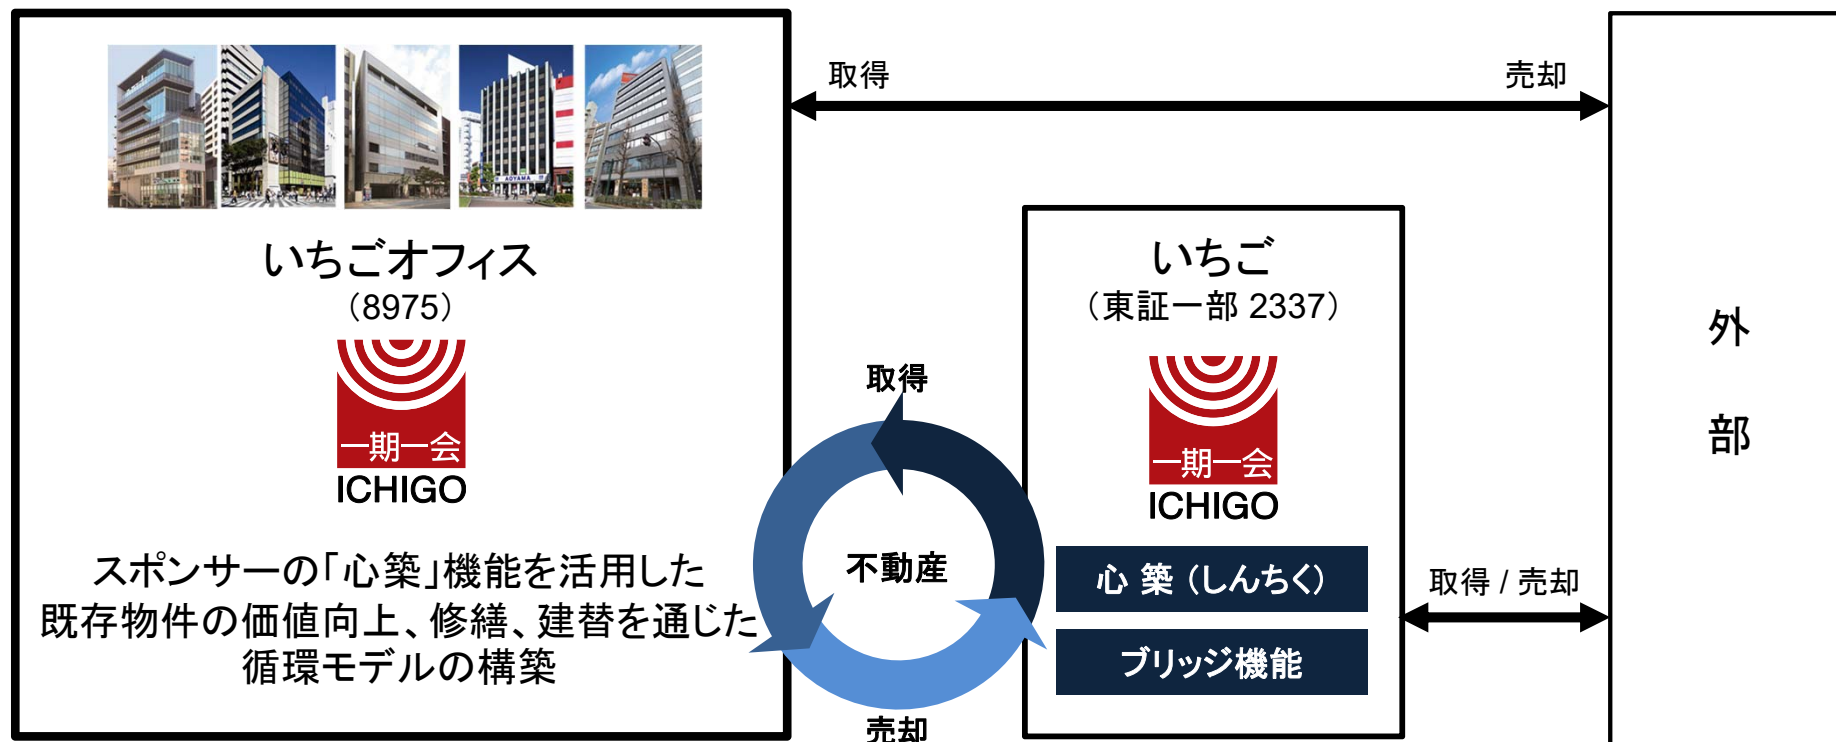 取得
売却
AOYAMA
いちごオフィス
（8975）
一期一会
ICHIGO
スポンサーの「心築」機能を活用した
既存物件の価値向上、修繕、建替を通じた
循環モデルの構築
取得
不動産
売却
いちご
（東証一部 2337）
一期一会
ICHIGO
心 築（しんちく）
ブリッジ機能
取得 / 売却
外
部